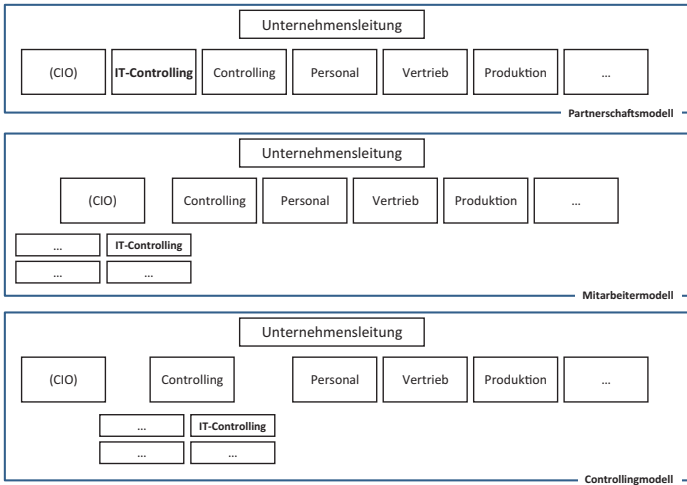 Unternehmensleitung
(CIO) IT-Controlling Controlling Personal Vertrieb Produktion ...
Partnerschaftsmodell
Unternehmensleitung
(CIO) Controlling Personal Vertrieb Produktion ...
... IT-Controlling
... ...
Mitarbeitermodell
Unternehmensleitung
(CIO) Controlling Personal Vertrieb Produktion ...
... IT-Controlling
... ...
Controllingmodell